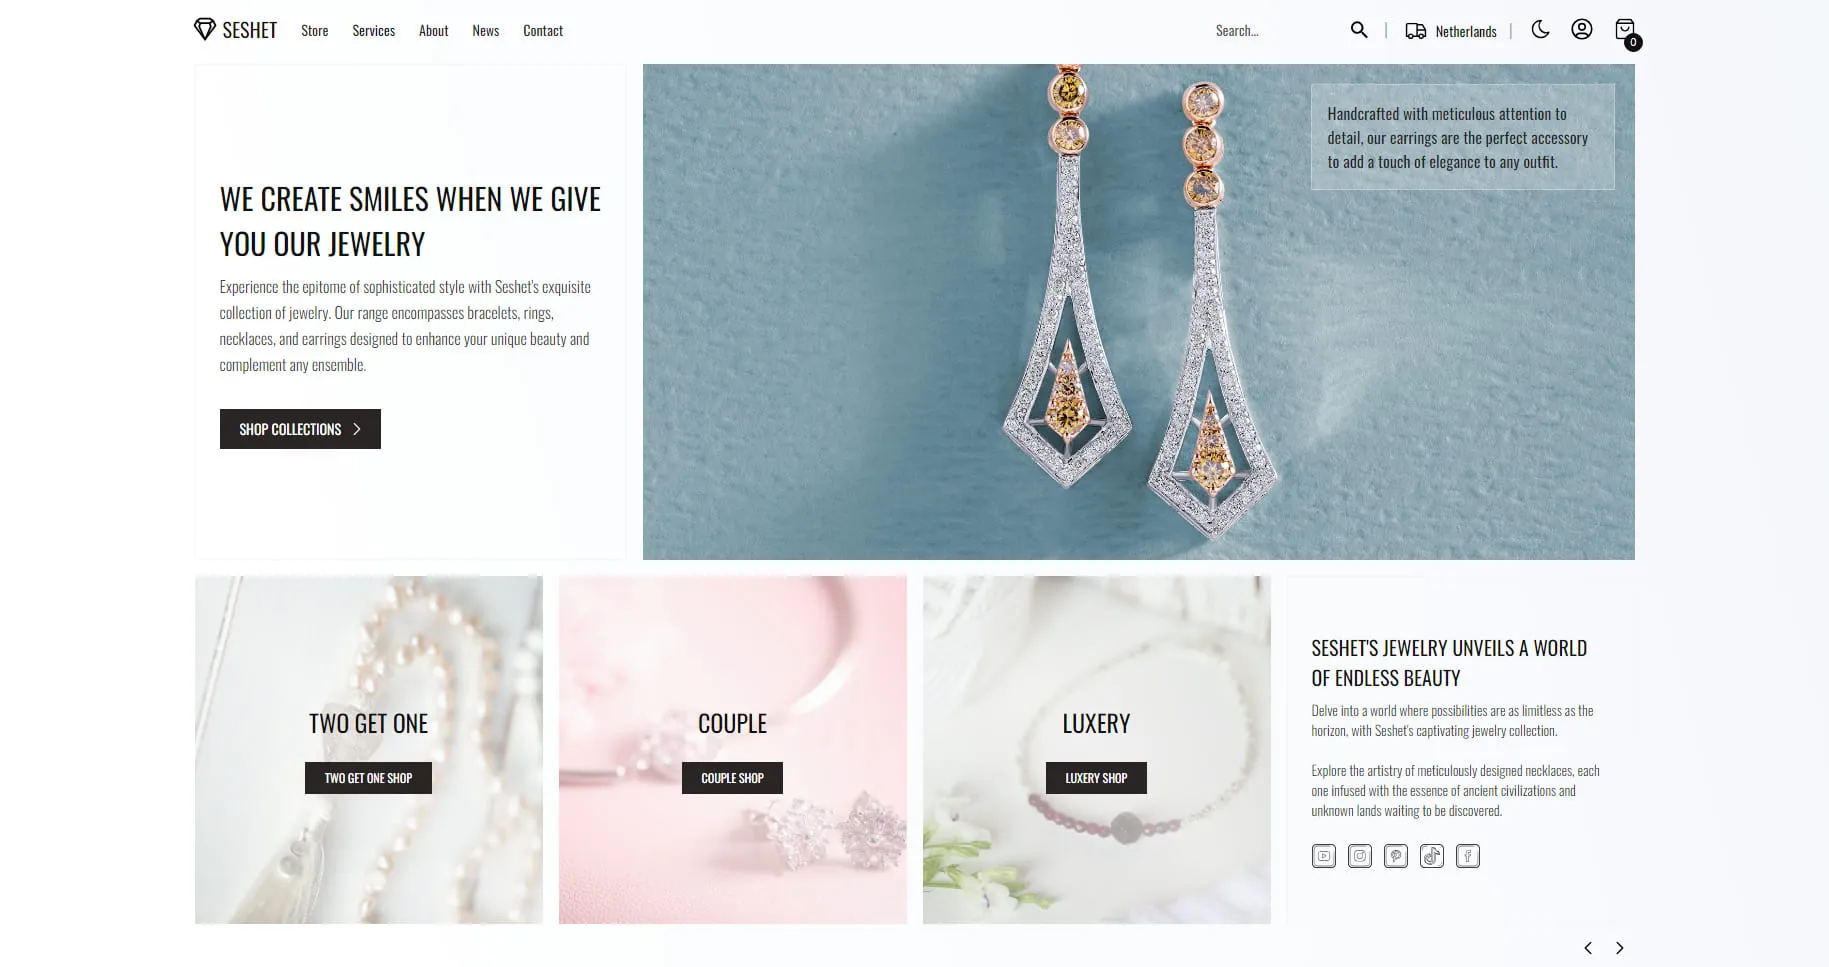 SESHET
Store
Services
About
News
Contact
Search...
Netherlands
0
WE CREATE SMILES WHEN WE GIVE
YOU OUR JEWELRY
Experience the epitome of sophisticated style with Seshet's exquisite
collection of jewelry. Our range encompasses bracelets, rings,
necklaces, and earrings designed to enhance your unique beauty and
complement any ensemble.
SHOP COLLECTIONS
Handcrafted with meticulous attention to
detail, our earrings are the perfect accessory
to add a touch of elegance to any outfit.
TWO GET ONE
TWO GET ONE SHOP
COUPLE
COUPLE SHOP
LUXERY
LUXERY SHOP
SESHET'S JEWELRY UNVEILS A WORLD
OF ENDLESS BEAUTY
Delve into a world where possibilities are as limitless as the
horizon, with Seshet's captivating jewelry collection.
Explore the artistry of meticulously designed necklaces, each
one infused with the essence of ancient civilizations and
unknown lands waiting to be discovered.